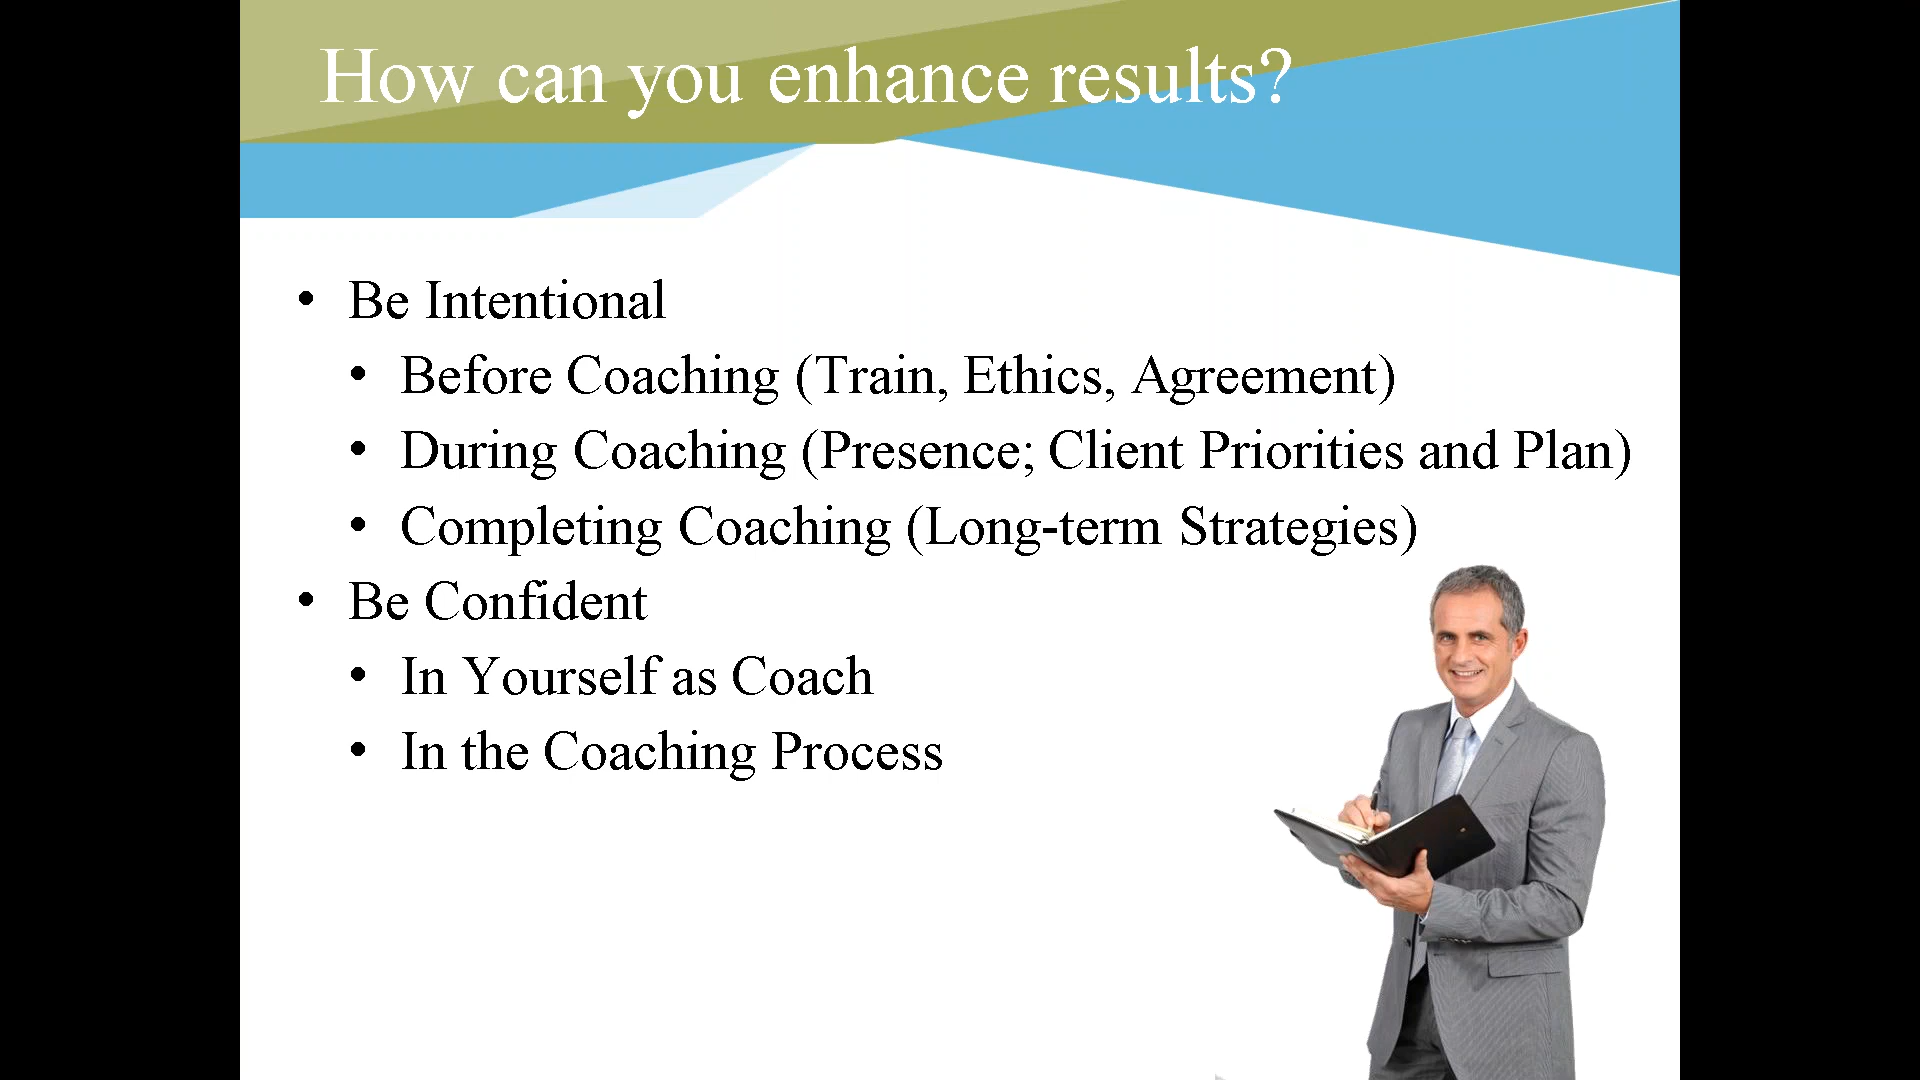 How can you enhance results?
• Be Intentional
• Before Coaching (Train, Ethics, Agreement)
• During Coaching (Presence; Client Priorities and Plan)
• Completing Coaching (Long-term Strategies)
• Be Confident
• In Yourself as Coach
• In the Coaching Process